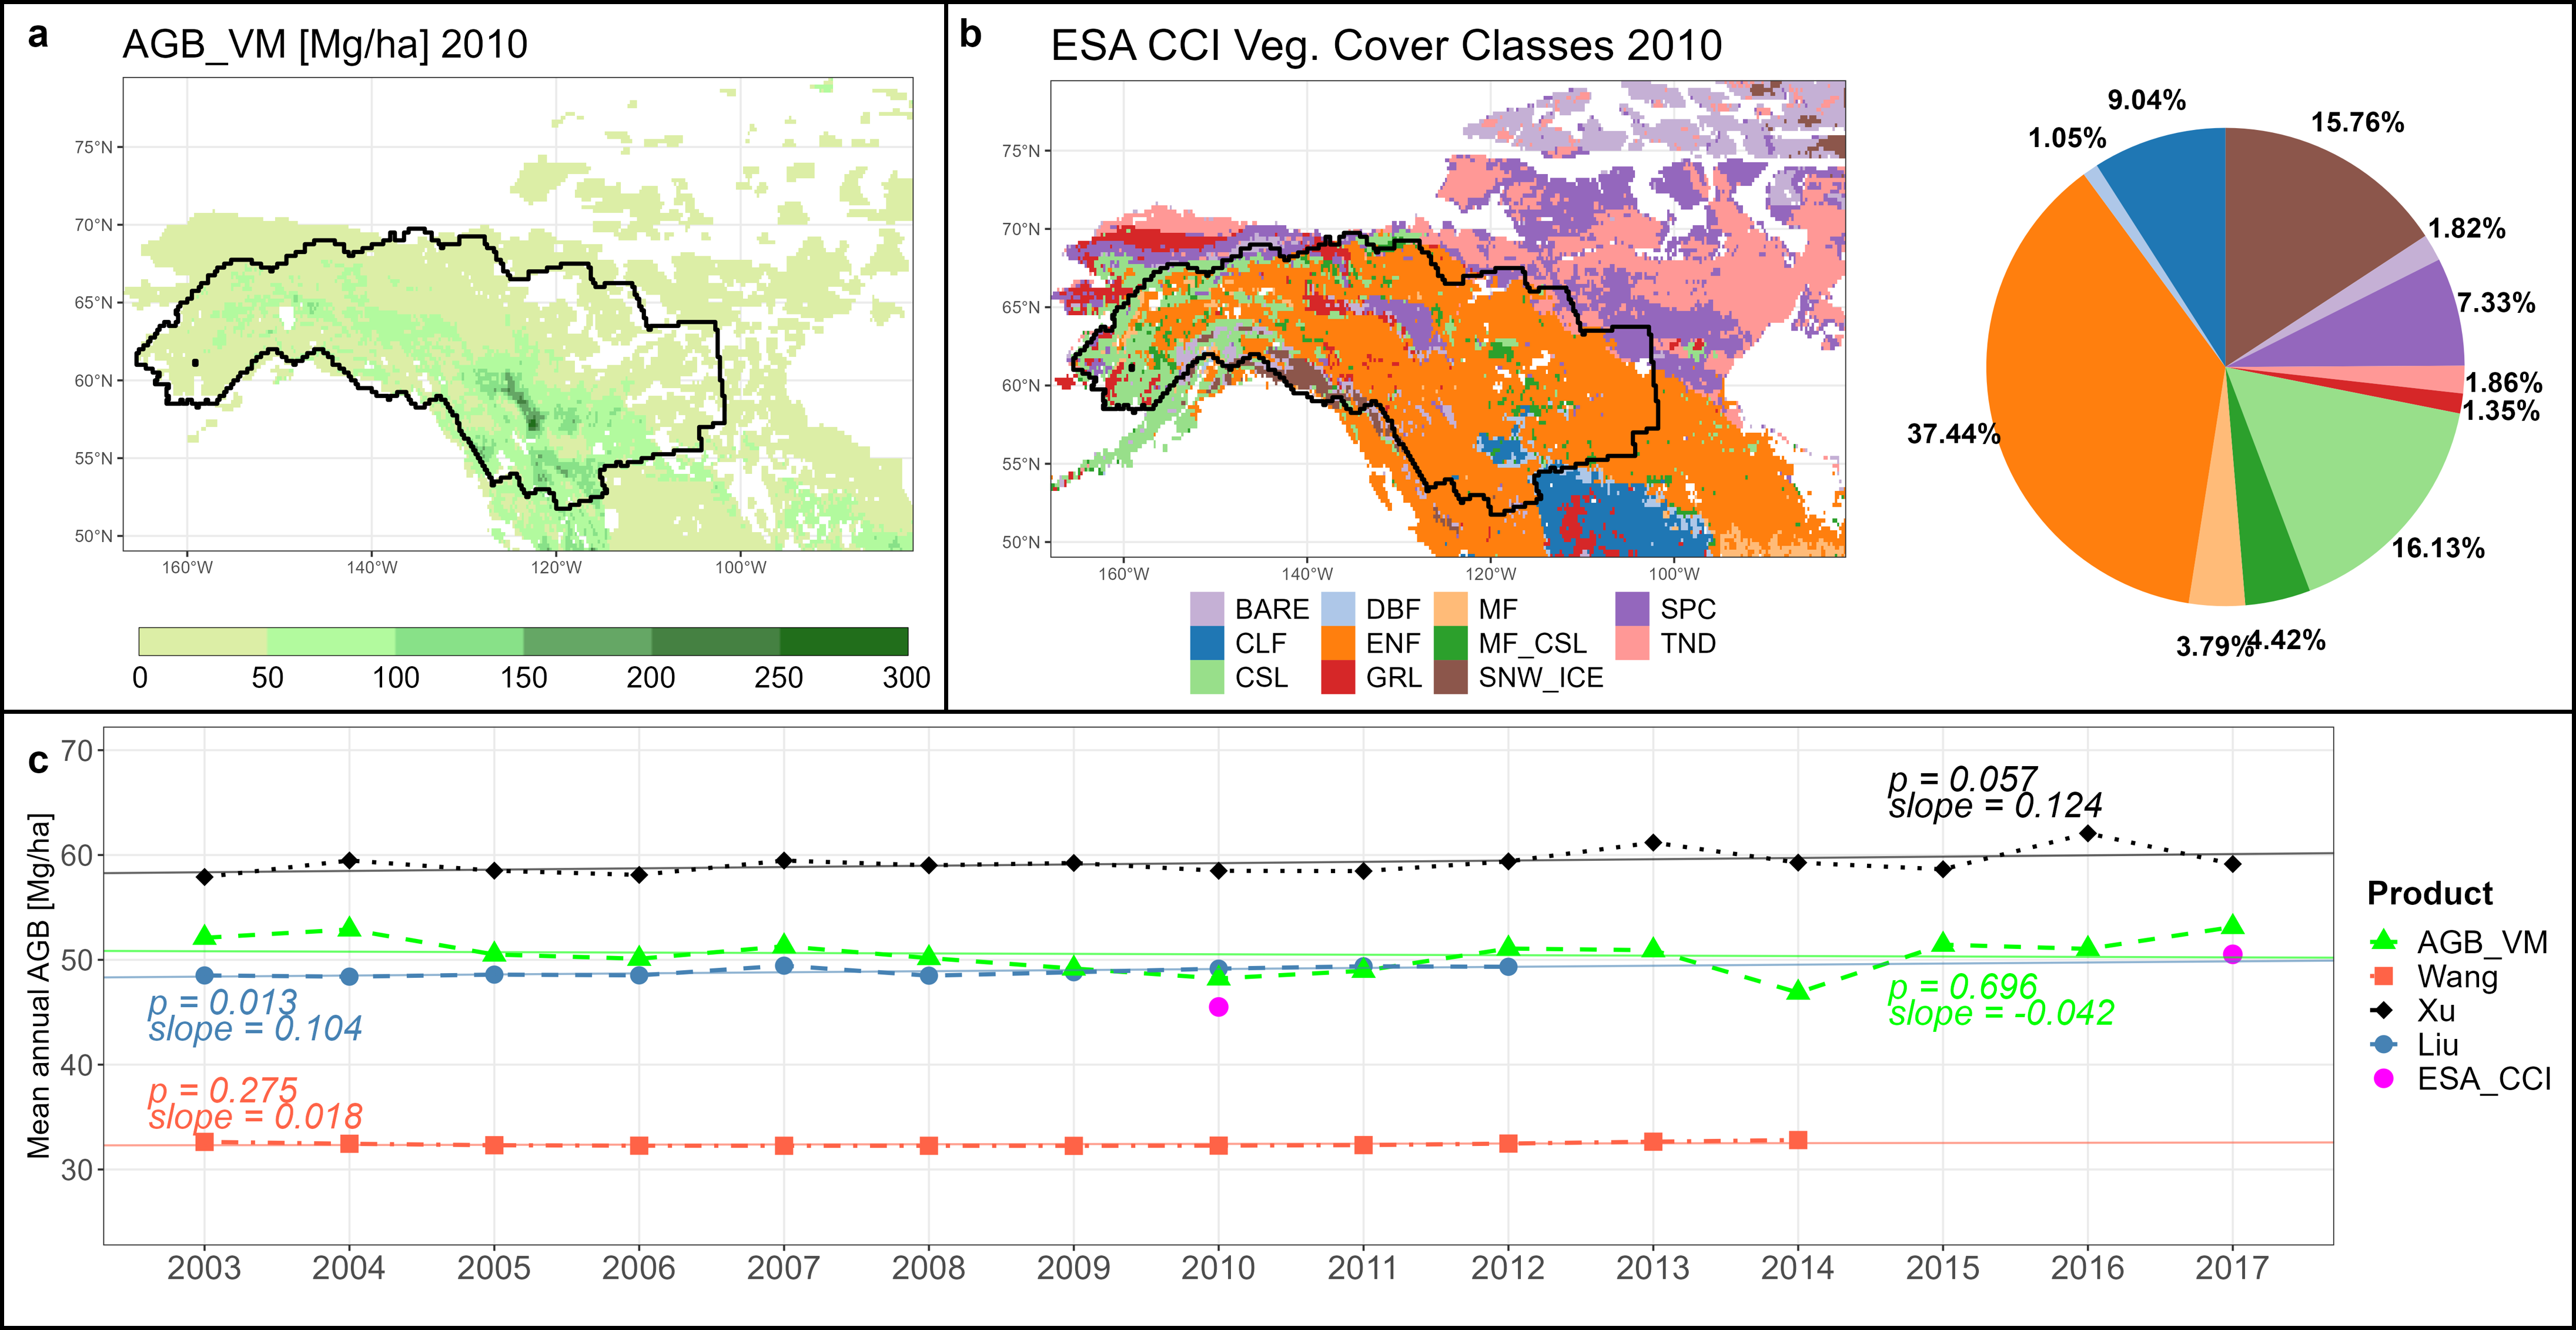 a
AGB_VM [Mg/ha] 2010
75°N
70°N
65°N
60°N
55°N
50°N
160°W 140°W 120°W 100°W
0 50 100 150 200 250 300
b
ESA CCI Veg. Cover Classes 2010
75°N
70°N
65°N
60°N
55°N
50°N
160°W 140°W 120°W 100°W
BARE DBF MF SPC
CLF ENF MF_CSL TND
CSL GRL SNW_ICE
9.04%
15.76%
1.05%
1.82%
7.33%
1.86%
1.35%
37.44%
16.13%
3.79%
4.42%
c
Mean annual AGB [Mg/ha]
70
60
50
40
30
p = 0.057
slope = 0.124
p = 0.696
slope = -0.042
p = 0.013
slope = 0.104
p = 0.275
slope = 0.018
2003 2004 2005 2006 2007 2008 2009 2010 2011 2012 2013 2014 2015 2016 2017
Product
AGB_VM
Wang
Xu
Liu
ESA_CCI